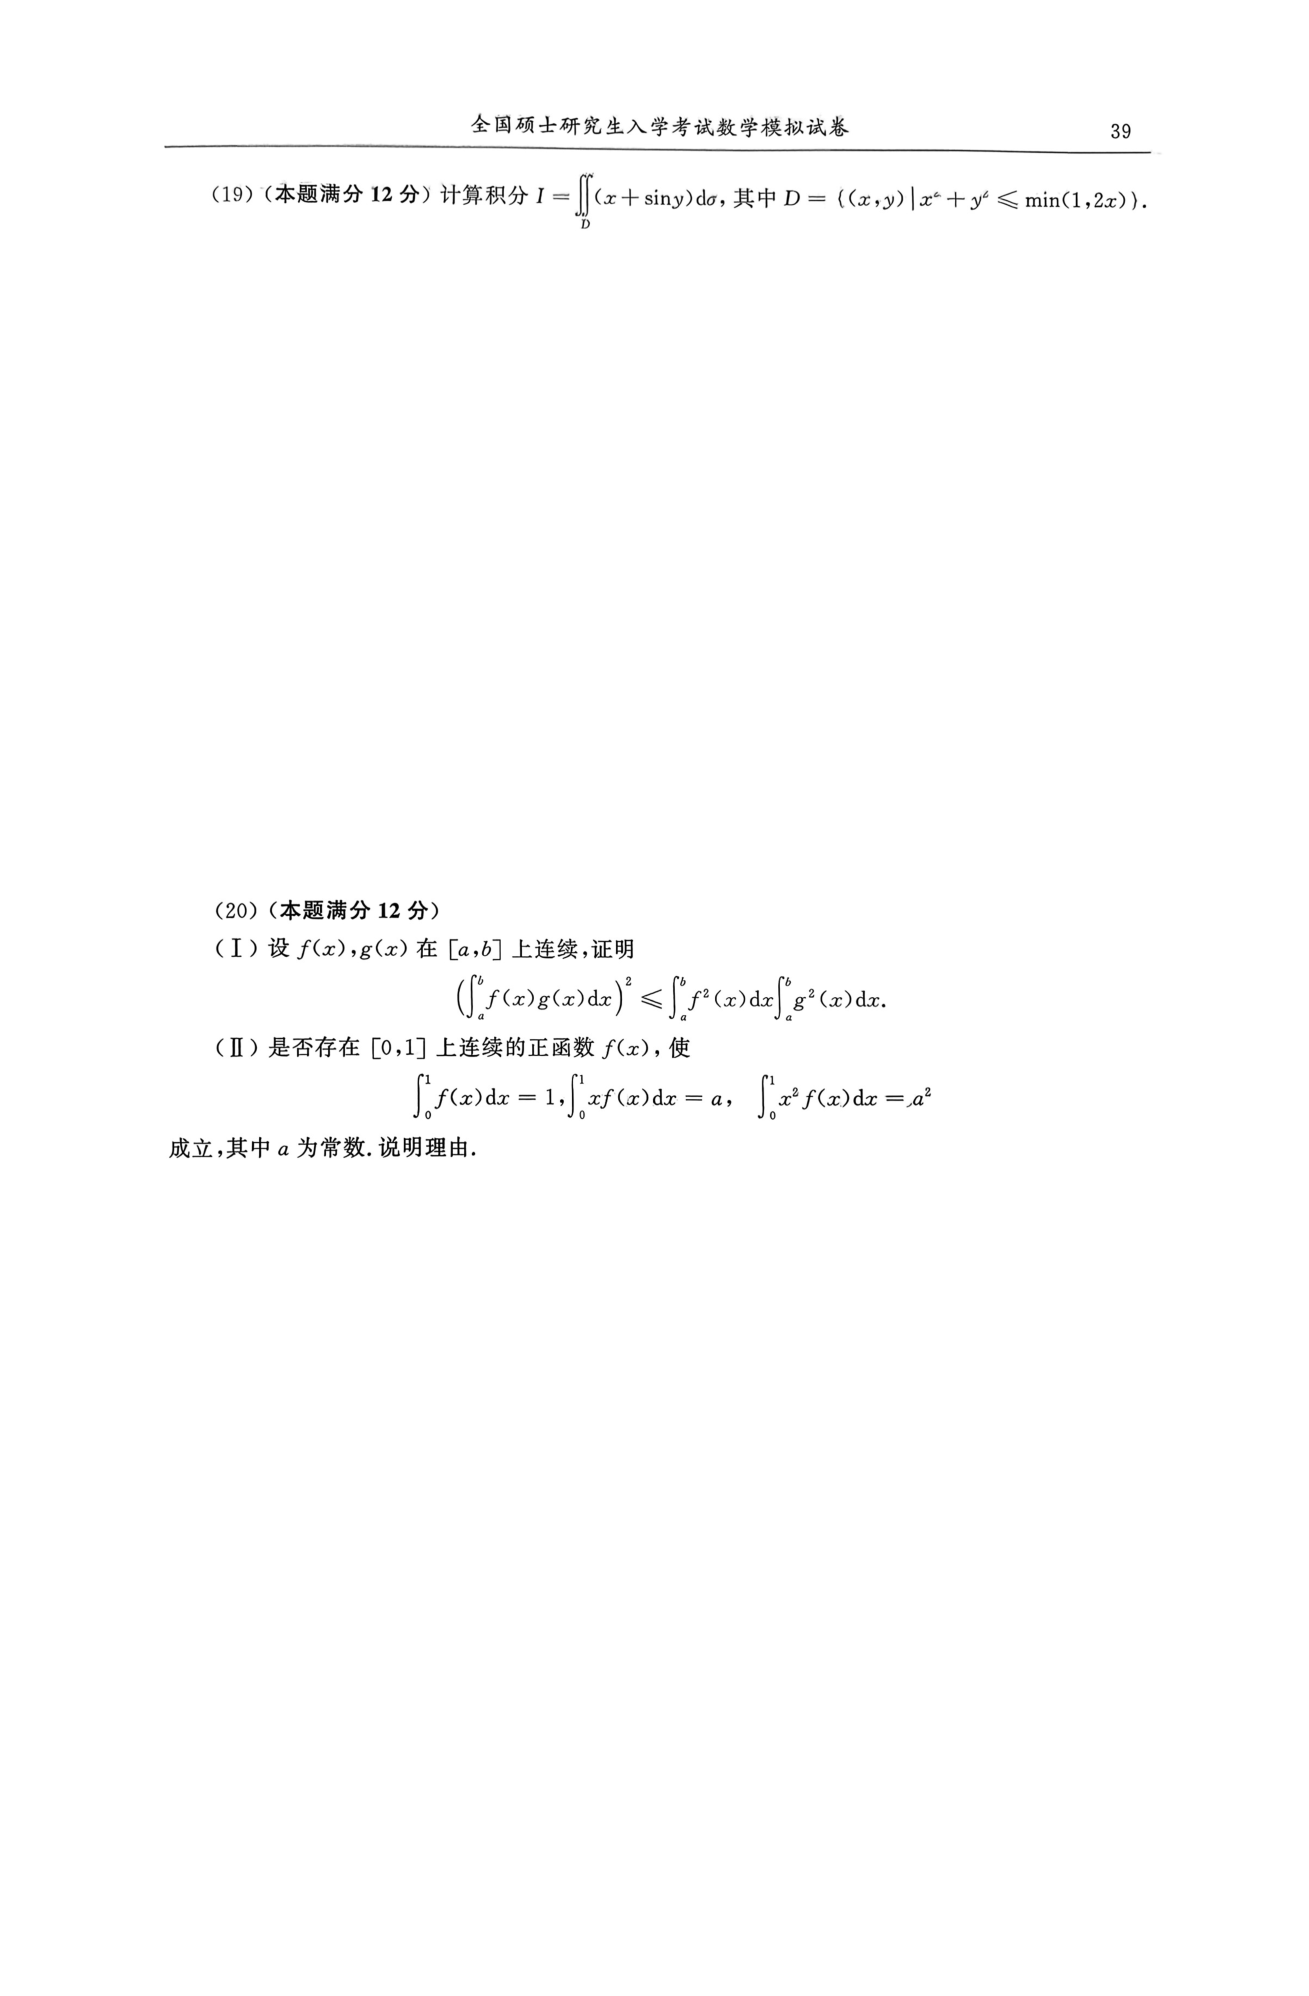 全国硕士研究生入学考试数学模拟试卷 39
(19)(本题满分 12 分) 计算积分 I = ∬(x + siny)dσ, 其中 D = {(x,y)|x² + y² ⩽ min(1,2x)}.
D
(20)(本题满分 12 分)
(Ⅰ) 设 f(x),g(x) 在 [a,b] 上连续,证明
(∫ₐᵇ f(x)g(x)dx)² ⩽ ∫ₐᵇ f²(x)dx∫ₐᵇ g²(x)dx.
(Ⅱ) 是否存在 [0,1] 上连续的正函数 f(x), 使
∫₀¹ f(x)dx = 1,∫₀¹ xf(x)dx = a, ∫₀¹ x²f(x)dx = a²
成立,其中 a 为常数. 说明理由.